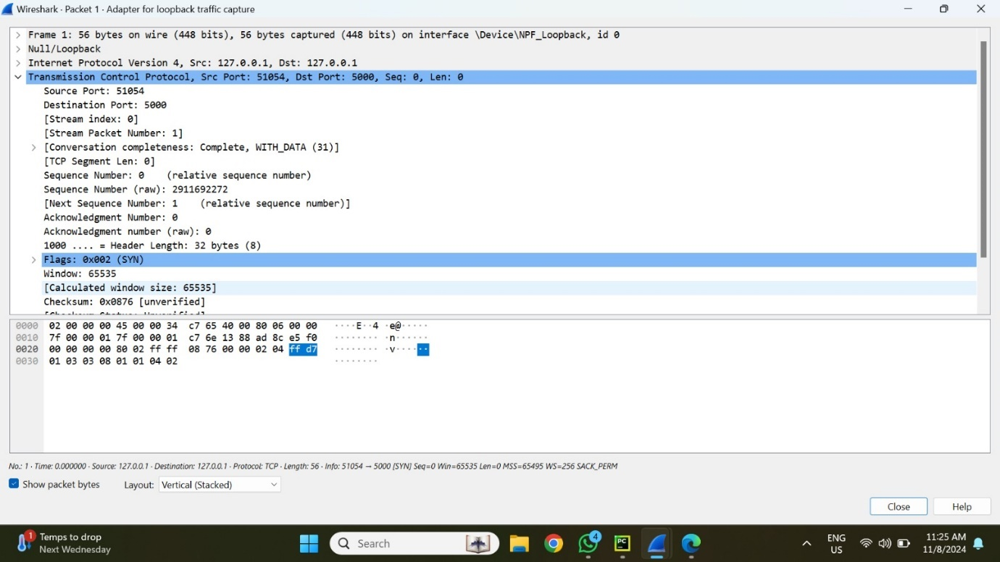 Wireshark · Packet 1 · Adapter for loopback traffic capture
Frame 1: 56 bytes on wire (448 bits), 56 bytes captured (448 bits) on interface \Device\NPF_Loopback, id 0
Null/Loopback
Internet Protocol Version 4, Src: 127.0.0.1, Dst: 127.0.0.1
Transmission Control Protocol, Src Port: 51054, Dst Port: 5000, Seq: 0, Len: 0
Source Port: 51054
Destination Port: 5000
[Stream index: 0]
[Stream Packet Number: 1]
[Conversation completeness: Complete, WITH_DATA (31)]
[TCP Segment Len: 0]
Sequence Number: 0    (relative sequence number)
Sequence Number (raw): 2911692272
[Next Sequence Number: 1    (relative sequence number)]
Acknowledgment Number: 0
Acknowledgment number (raw): 0
1000 .... = Header Length: 32 bytes (8)
Flags: 0x002 (SYN)
Window: 65535
[Calculated window size: 65535]
Checksum: 0x0876 [unverified]
[Checksum Status: Unverified]
0000 02 00 00 00 45 00 00 34 c7 65 40 00 80 06 00 00 ····E··4 ·e@·····
0010 7f 00 00 01 7f 00 00 01 c7 6e 13 88 ad 8c e5 f0 ········ ·n······
0020 00 00 00 00 80 02 ff ff 08 76 00 00 02 04 ff d7 ········ ·v······
0030 01 03 03 08 01 01 04 02 ········
No.: 1 · Time: 0.000000 · Source: 127.0.0.1 · Destination: 127.0.0.1 · Protocol: TCP · Length: 56 · Info: 51054 → 5000 [SYN] Seq=0 Win=65535 Len=0 MSS=65495 WS=256 SACK_PERM
Show packet bytes Layout: Vertical (Stacked)
Close Help
1 Temps to drop
Next Wednesday
Search
4
PC
ENG
US
11:25 AM
11/8/2024